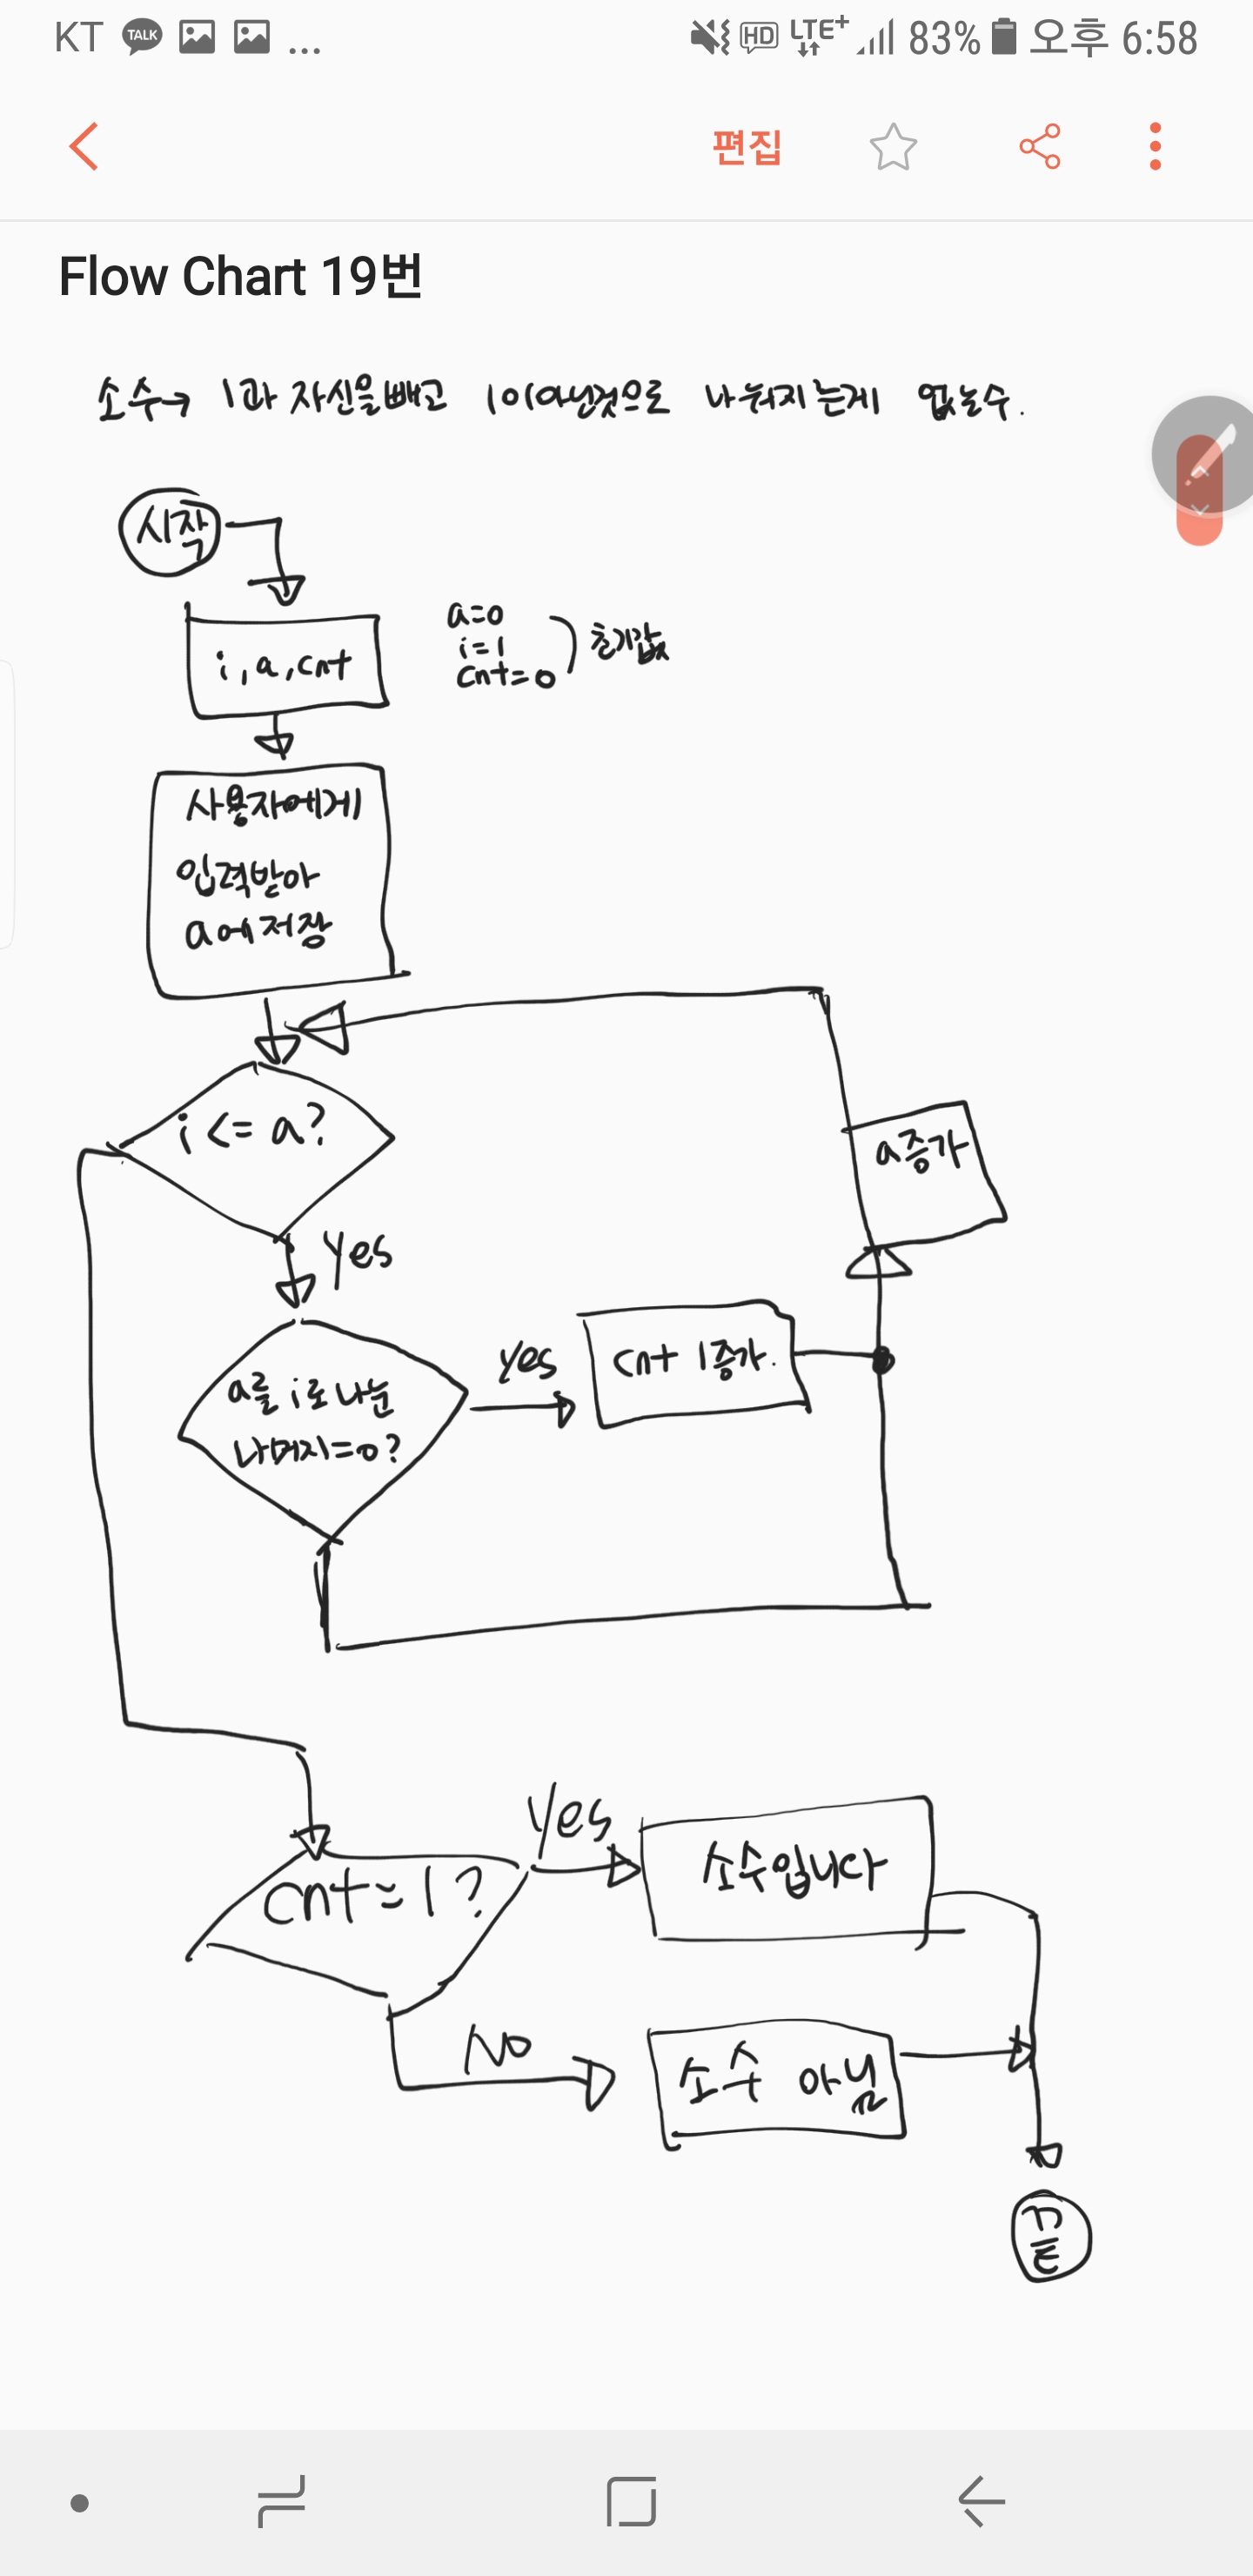 KT TALK ... HD LTE+ 83% 오후 6:58
편집
Flow Chart 19번
소수→ 1과 자신을빼고 1이아닌것으로 나눠지는게 없는수.
시작
i, a, cnt
a=0
i=1
cnt=0
초기값
사용자에게
입력받아
a에저장
i <= a?
a증가
Yes
a를 i로 나눈
나머지=0?
Yes
cnt 1증가.
cnt=1?
Yes
소수입니다
No
소수 아님
끝